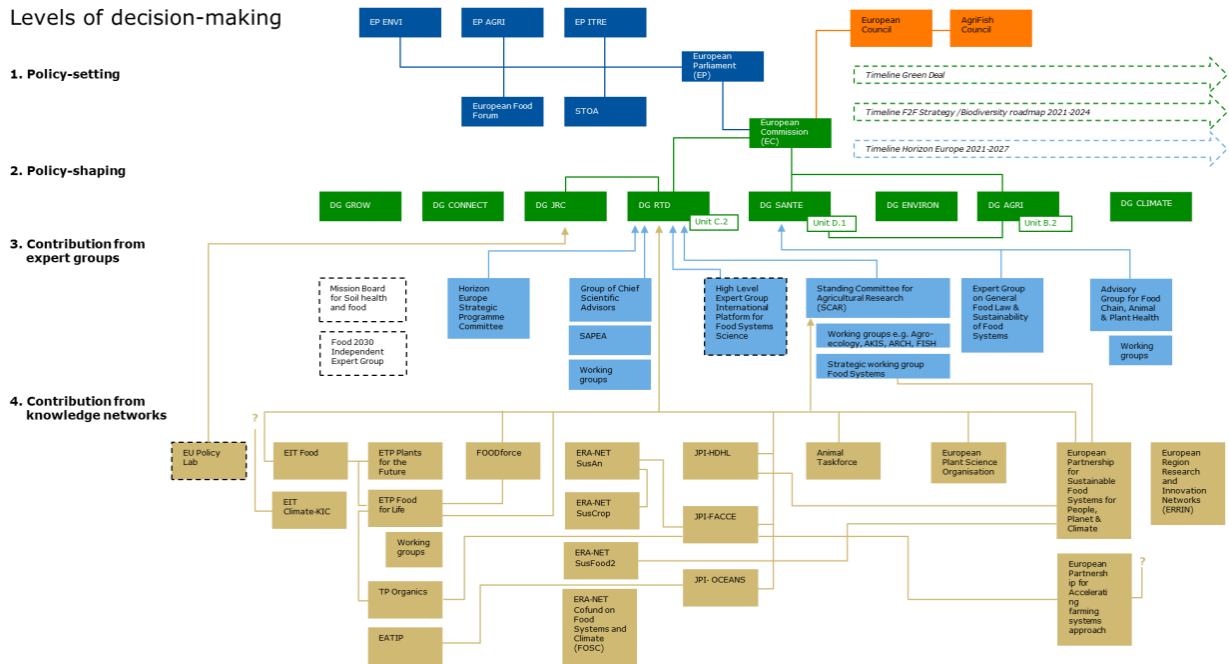 Levels of decision-making
EP ENVI
EP AGRI
EP ITRE
European
Council
AgriFish
Council
1. Policy-setting
European
Parliament
(EP)
Timeline Green Deal
European Food
Forum
STOA
Timeline F2F Strategy /Biodiversity roadmap 2021-2024
European
Commission
(EC)
Timeline Horizon Europe 2021-2027
2. Policy-shaping
DG GROW
DG CONNECT
DG JRC
DG RTD
Unit C.2
DG SANTE
Unit D.1
DG ENVIRON
DG AGRI
Unit B.2
DG CLIMATE
3. Contribution from
expert groups
Mission Board
for Soil health
and food
Food 2030
Independent
Expert Group
Horizon
Europe
Strategic
Programme
Committee
Group of Chief
Scientific
Advisors
SAPEA
Working
groups
High Level
Expert Group
International
Platform for
Food Systems
Science
Standing Committee for
Agricultural Research
(SCAR)
Working groups e.g. Agro-
ecology, AKIS, ARCH, FISH
Strategic working group
Food Systems
Expert Group
on General
Food Law &
Sustainability
of Food
Systems
Advisory
Group for Food
Chain, Animal
& Plant Health
Working
groups
4. Contribution from
knowledge networks
?
EU Policy
Lab
EIT Food
EIT
Climate-KIC
ETP Plants
for the
Future
ETP Food
for Life
Working
groups
TP Organics
EATIP
FOODforce
ERA-NET
SusAn
ERA-NET
SusCrop
ERA-NET
SusFood2
ERA-NET
Cofund on
Food
Systems and
Climate
(FOSC)
JPI-HDHL
JPI-FACCE
JPI- OCEANS
Animal
Taskforce
European
Plant Science
Organisation
European
Partnership
for
Sustainable
Food
Systems for
People,
Planet &
Climate
European
Partnersh
ip for
Accelerati
ng
farming
systems
approach
?
European
Region
Research
and
Innovation
Networks
(ERRIN)